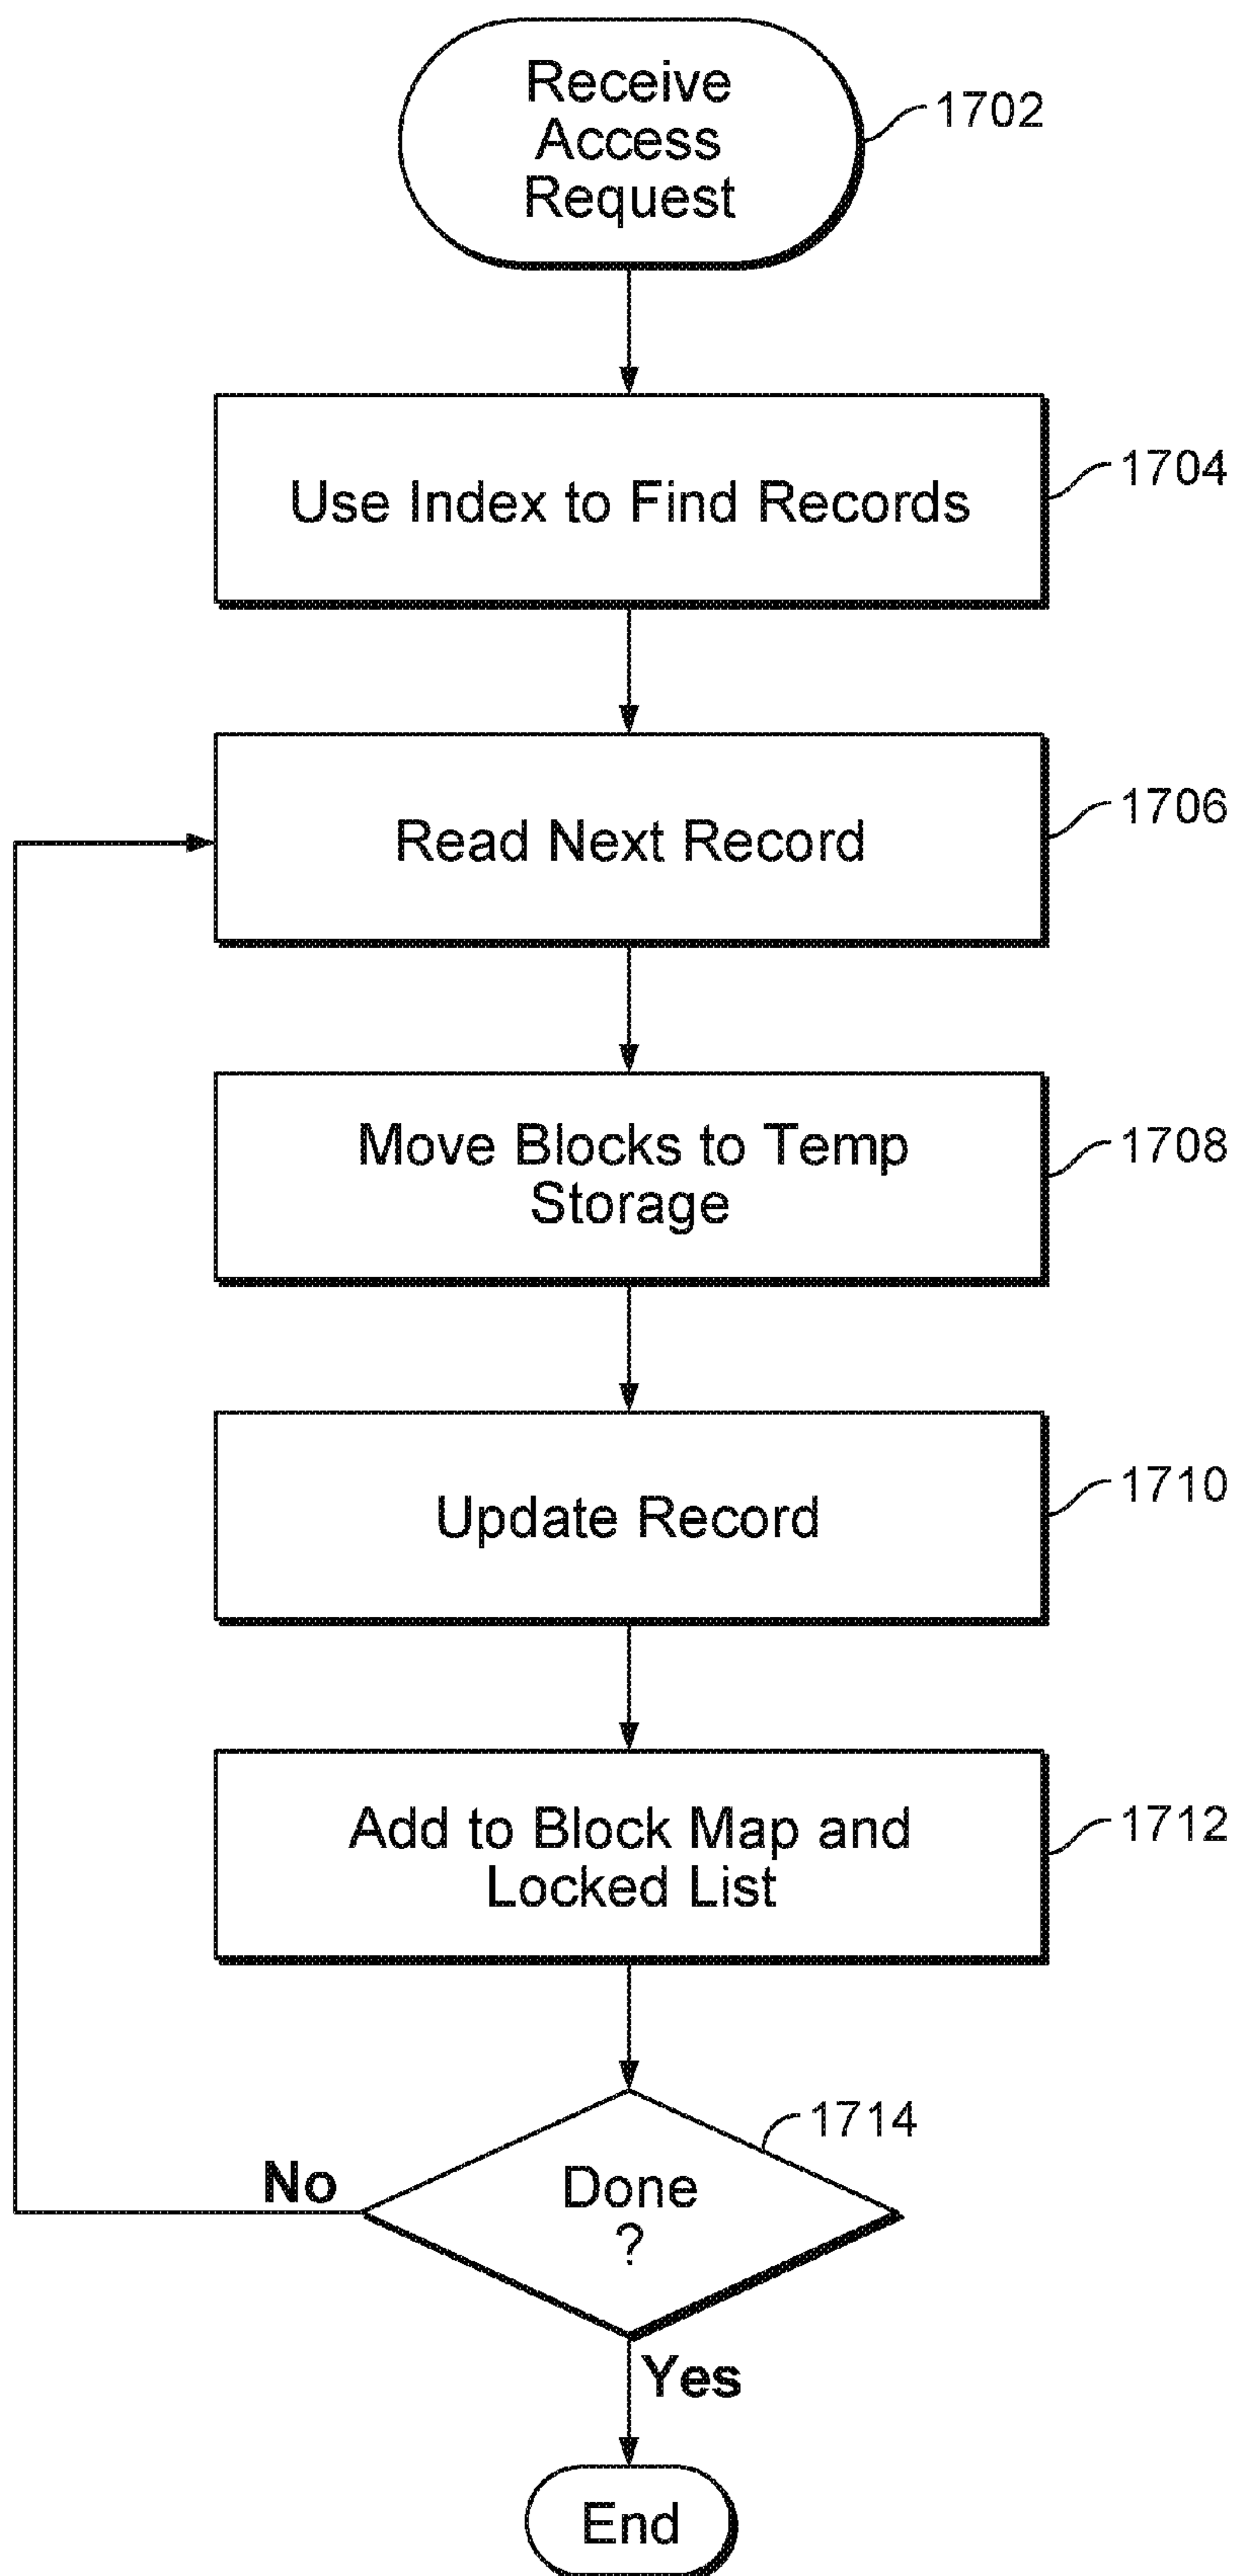 Receive
Access
Request
1702
Use Index to Find Records
1704
Read Next Record
1706
Move Blocks to Temp
Storage
1708
Update Record
1710
Add to Block Map and
Locked List
1712
1714
Done
?
No
Yes
End